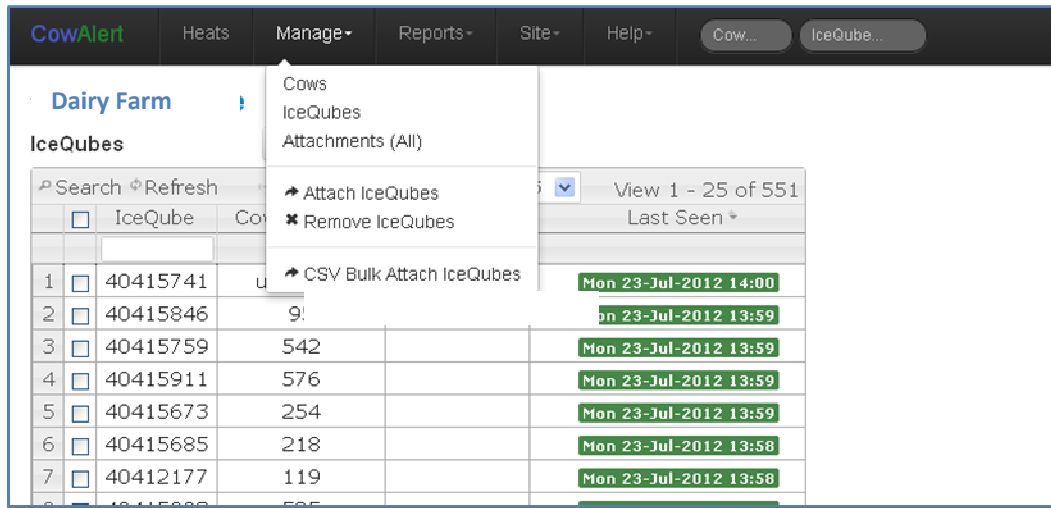 CowAlert Heats Manage Reports Site Help Cow... IceQube...
Cows
Dairy Farm
IceQubes
IceQubes
Attachments (All)
Search Refresh
Attach IceQubes
View 1 - 25 of 551
IceQube
Remove IceQubes
Last Seen
CSV Bulk Attach IceQubes
1 40415741 Mon 23-Jul-2012 14:00
2 40415846 23-Jul-2012 13:59
3 40415759 542 Mon 23-Jul-2012 13:59
4 40415911 576 Mon 23-Jul-2012 13:59
5 40415673 254 Mon 23-Jul-2012 13:59
6 40415685 218 Mon 23-Jul-2012 13:58
7 40412177 119 Mon 23-Jul-2012 13:58